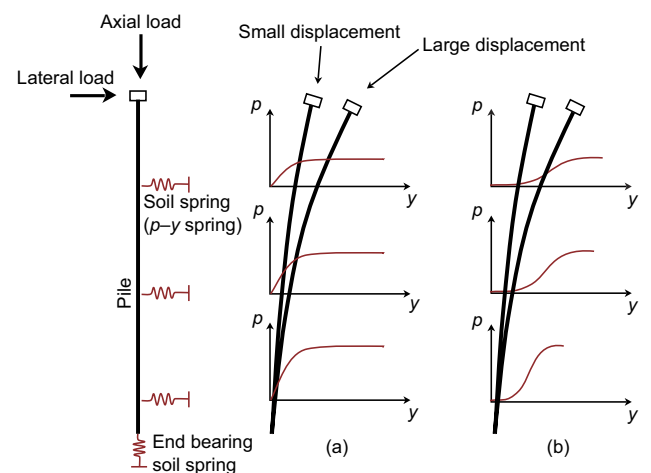 Axial load
Lateral load
Small displacement
Large displacement
Soil spring
(p–y spring)
Pile
End bearing
soil spring
p
y
p
y
p
y
(a)
p
y
p
y
p
y
(b)